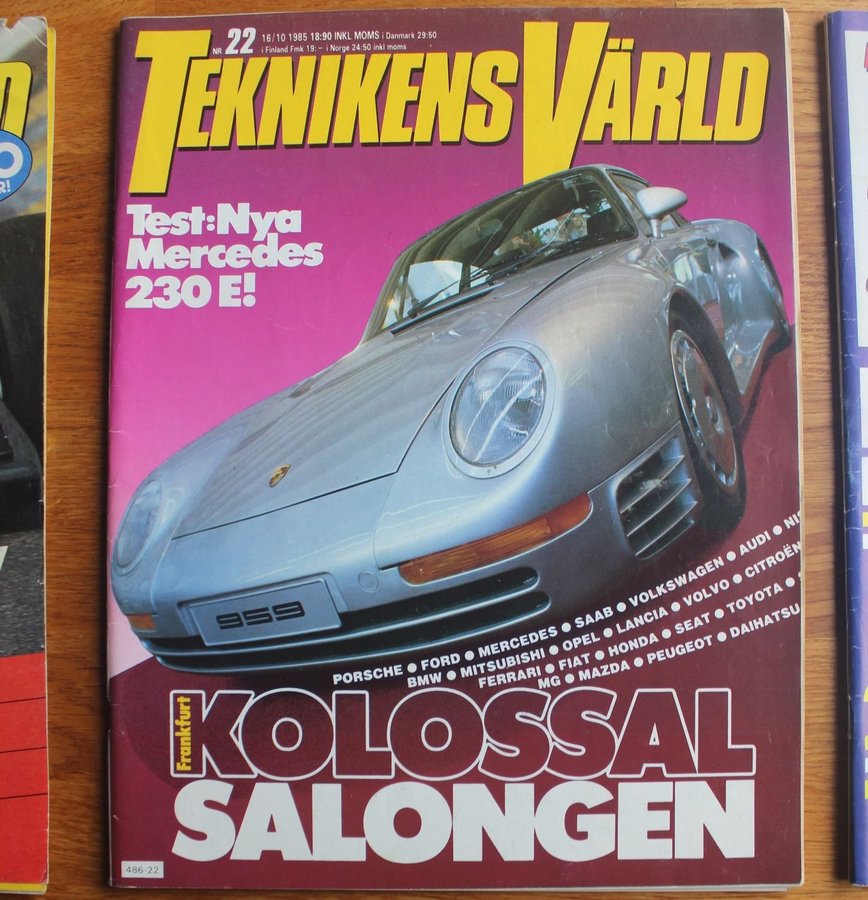 NR 22 16/10 1985 18:90 INKL MOMS i Danmark 29:50
i Finland Fmk 19:– i Norge 24:50 inkl moms
TEKNIKENS VÄRLD
Test: Nya
Mercedes
230 E!
959
PORSCHE ● FORD ● MERCEDES ● SAAB ● VOLKSWAGEN ● AUDI ●
BMW ● MITSUBISHI ● OPEL ● LANCIA ● VOLVO ● CITROËN
FERRARI ● FIAT ● HONDA ● SEAT ● TOYOTA ●
MG ● MAZDA ● PEUGEOT ● DAIHATSU
Frankfurt
KOLOSSAL
SALONGEN
486-22